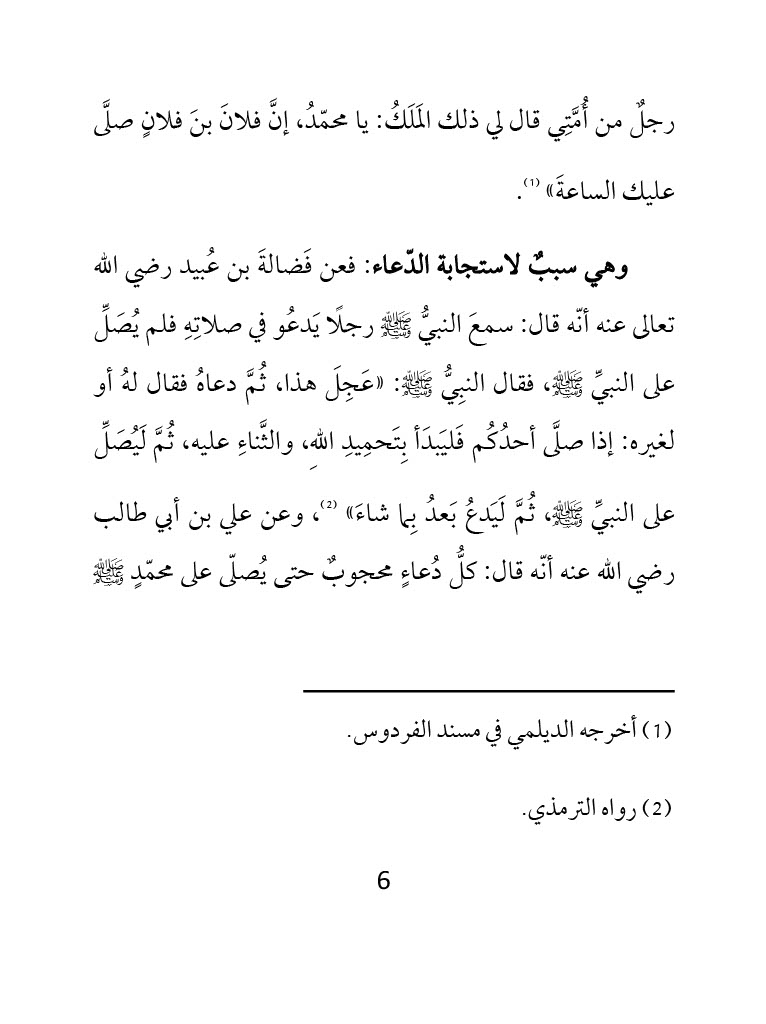 رجلٌ من أُمَّتِي قال لي ذلك المَلَكُ: يا محمّدُ، إنَّ فلانَ بنَ فلانٍ صلَّى
عليك الساعةَ» (1).
وهي سببٌ لاستجابة الدّعاء: فعن فَضالةَ بن عُبيد رضي الله
تعالى عنه أنّه قال: سمعَ النبيُّ ﷺ رجلًا يَدعُو في صلاتِهِ فلم يُصَلِّ
على النبيِّ ﷺ، فقال النبِيُّ ﷺ: «عَجِلَ هذا، ثُمَّ دعاهُ فقال لهُ أو
لغيره: إذا صلَّى أحدُكُم فَليَبدَأ بِتَحمِيدِ اللهِ، والثَّناءِ عليه، ثُمَّ لَيُصَلِّ
على النبيِّ ﷺ، ثُمَّ لَيَدعُ بَعدُ بِما شاءَ» (2)، وعن علي بن أبي طالب
رضي الله عنه أنّه قال: كلُّ دُعاءٍ محجوبٌ حتى يُصلّى على محمّدٍ ﷺ
(1) أخرجه الديلمي في مسند الفردوس.
(2) رواه الترمذي.
6